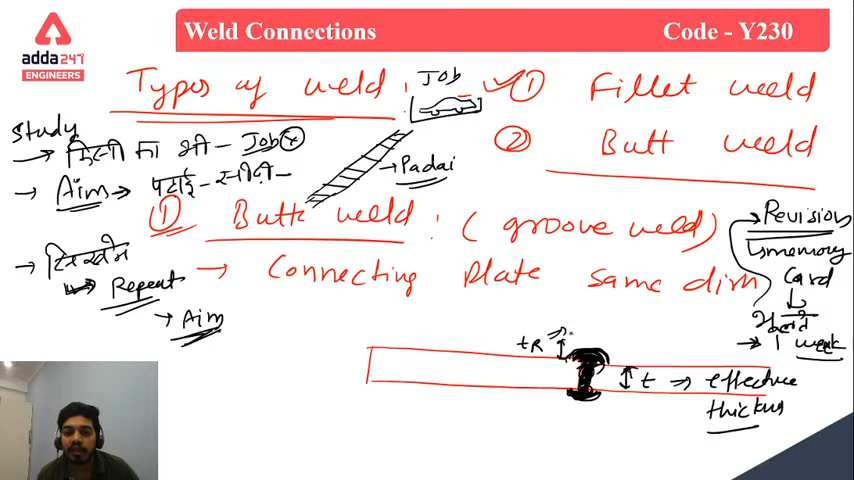 Weld Connections
Code - Y230
adda247
ENGINEERS
Types of weld :
Job
① Fillet weld
② Butt weld
Study
→ किसी का भी - Job
→ Aim → पढाई -
→ Padai
① Butt weld : (groove weld)
→ Connecting plate same dim
→ Repeat
→ Aim
→ Revision
memory
Card
→ 1 week
tR ⇒
t ⇒ effective
thickness